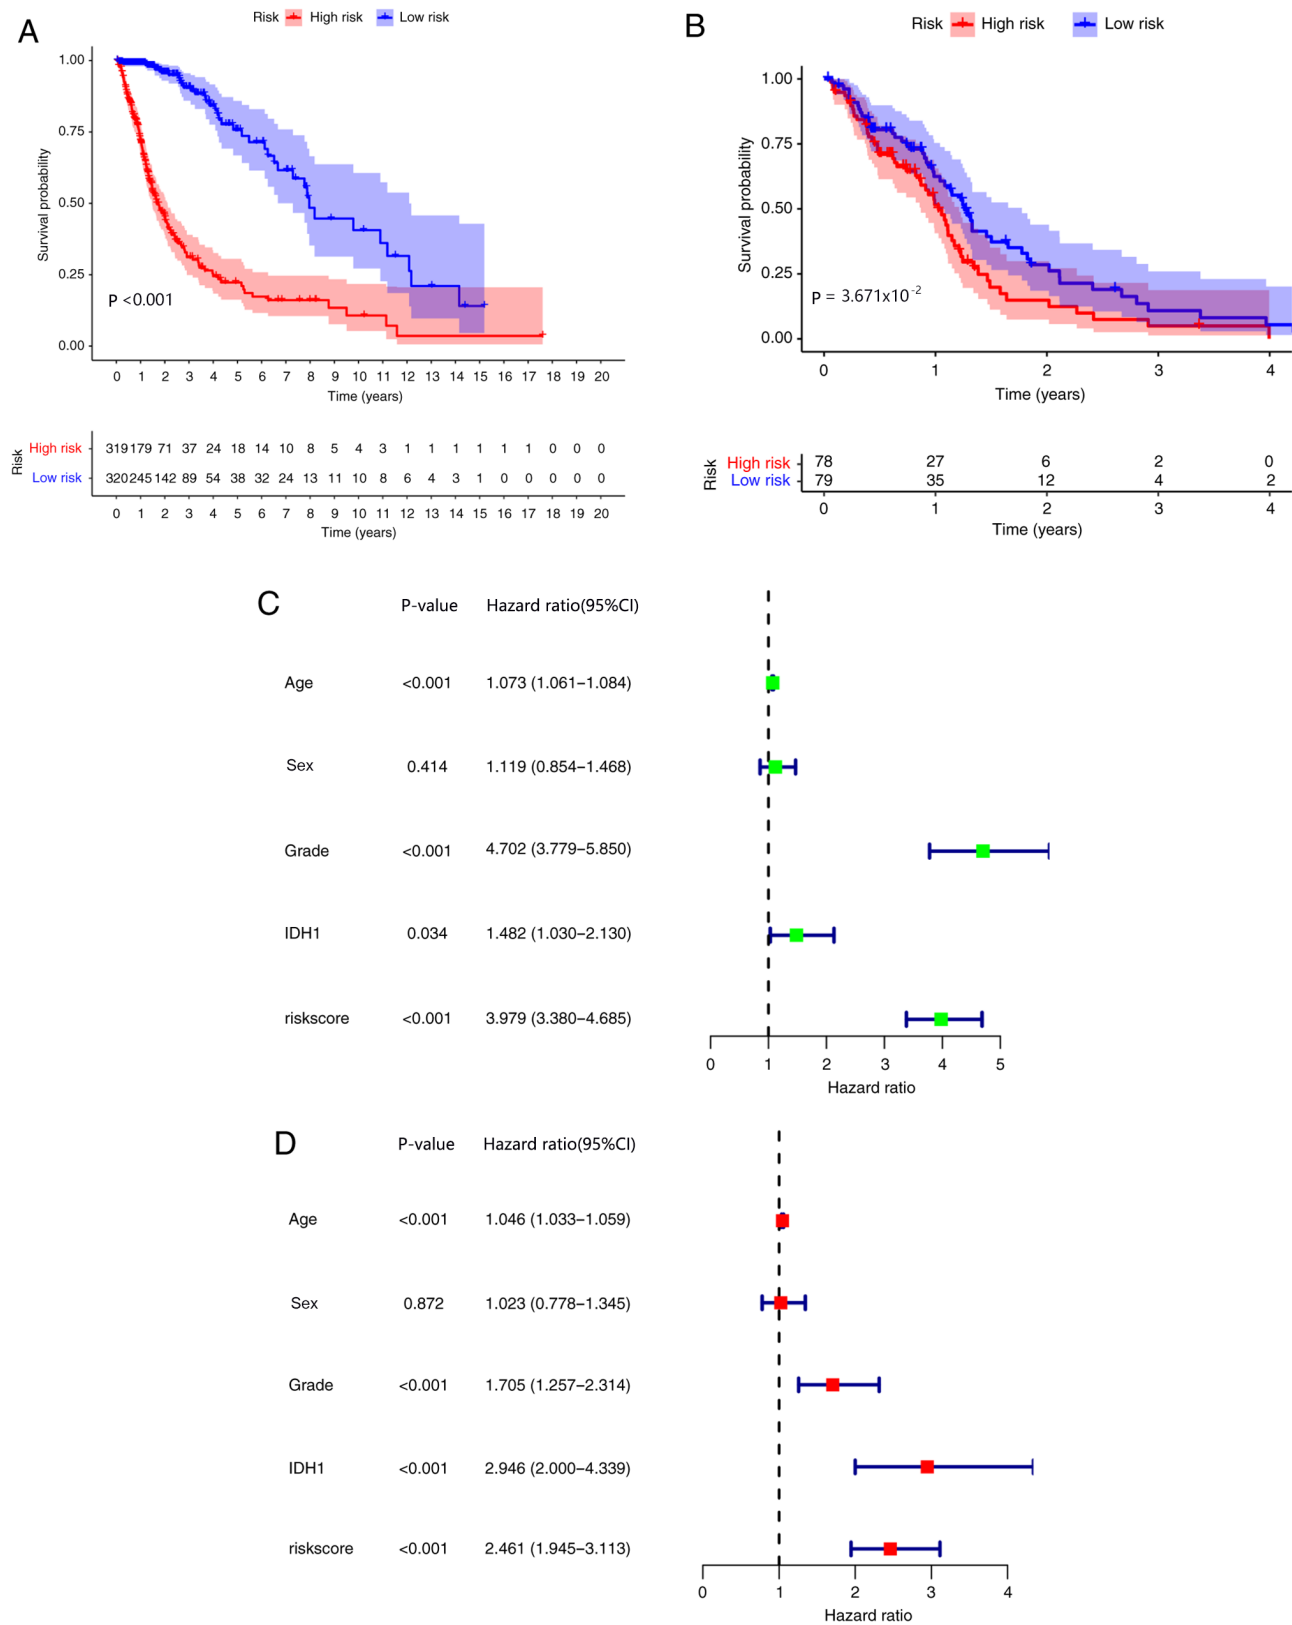 A
Risk High risk Low risk
Survival probability
1.00
0.75
0.50
0.25
0.00
P <0.001
0 1 2 3 4 5 6 7 8 9 10 11 12 13 14 15 16 17 18 19 20
Time (years)
Risk
High risk 319 179 71 37 24 18 14 10 8 5 4 3 1 1 1 1 1 1 0 0 0
Low risk 320 245 142 89 54 38 32 24 13 11 10 8 6 4 3 1 0 0 0 0 0
0 1 2 3 4 5 6 7 8 9 10 11 12 13 14 15 16 17 18 19 20
Time (years)
B
Risk High risk Low risk
Survival probability
1.00
0.75
0.50
0.25
0.00
P = 3.671x10-2
0 1 2 3 4
Time (years)
Risk
High risk 78 27 6 2 0
Low risk 79 35 12 4 2
0 1 2 3 4
Time (years)
C
P-value Hazard ratio(95%CI)
Age <0.001 1.073 (1.061–1.084)
Sex 0.414 1.119 (0.854–1.468)
Grade <0.001 4.702 (3.779–5.850)
IDH1 0.034 1.482 (1.030–2.130)
riskscore <0.001 3.979 (3.380–4.685)
0 1 2 3 4 5
Hazard ratio
D
P-value Hazard ratio(95%CI)
Age <0.001 1.046 (1.033–1.059)
Sex 0.872 1.023 (0.778–1.345)
Grade <0.001 1.705 (1.257–2.314)
IDH1 <0.001 2.946 (2.000–4.339)
riskscore <0.001 2.461 (1.945–3.113)
0 1 2 3 4
Hazard ratio